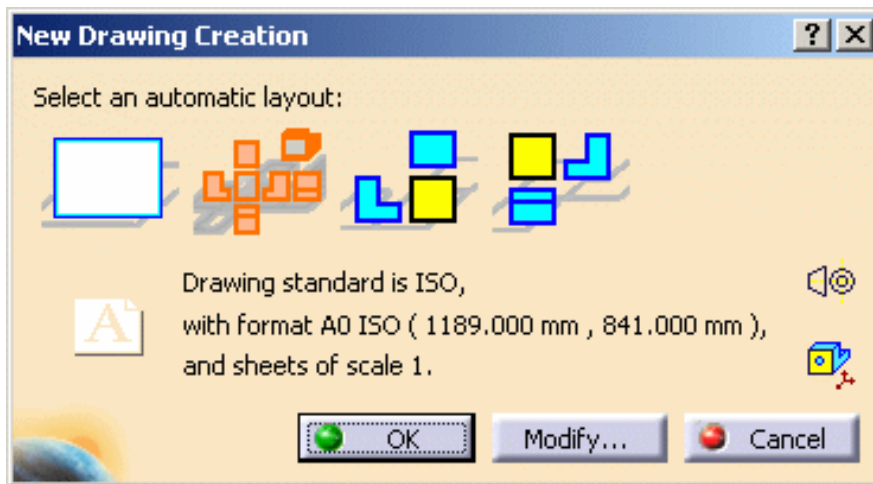 New Drawing Creation
Select an automatic layout:
A
Drawing standard is ISO,
with format A0 ISO ( 1189.000 mm , 841.000 mm ),
and sheets of scale 1.
OK Modify... Cancel